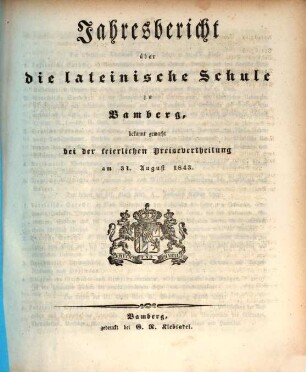 Jahresbericht
über
die lateinische Schule
zu
Bamberg,
bekannt gemacht
bei der feierlichen Preisevertheilung
am 31. August 1843.
Bamberg,
gedruckt bei G. N. Klebsadel.